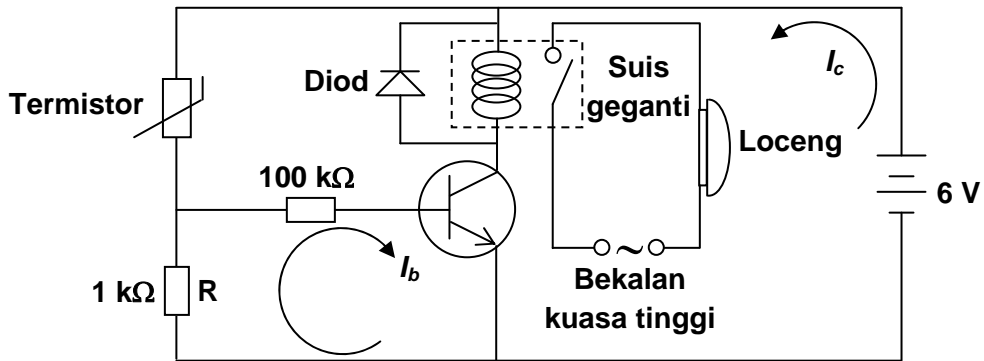 Diod
Suis
geganti
I_c
Termistor
Loceng
100 kΩ
6 V
I_b
1 kΩ R
Bekalan
kuasa tinggi
~